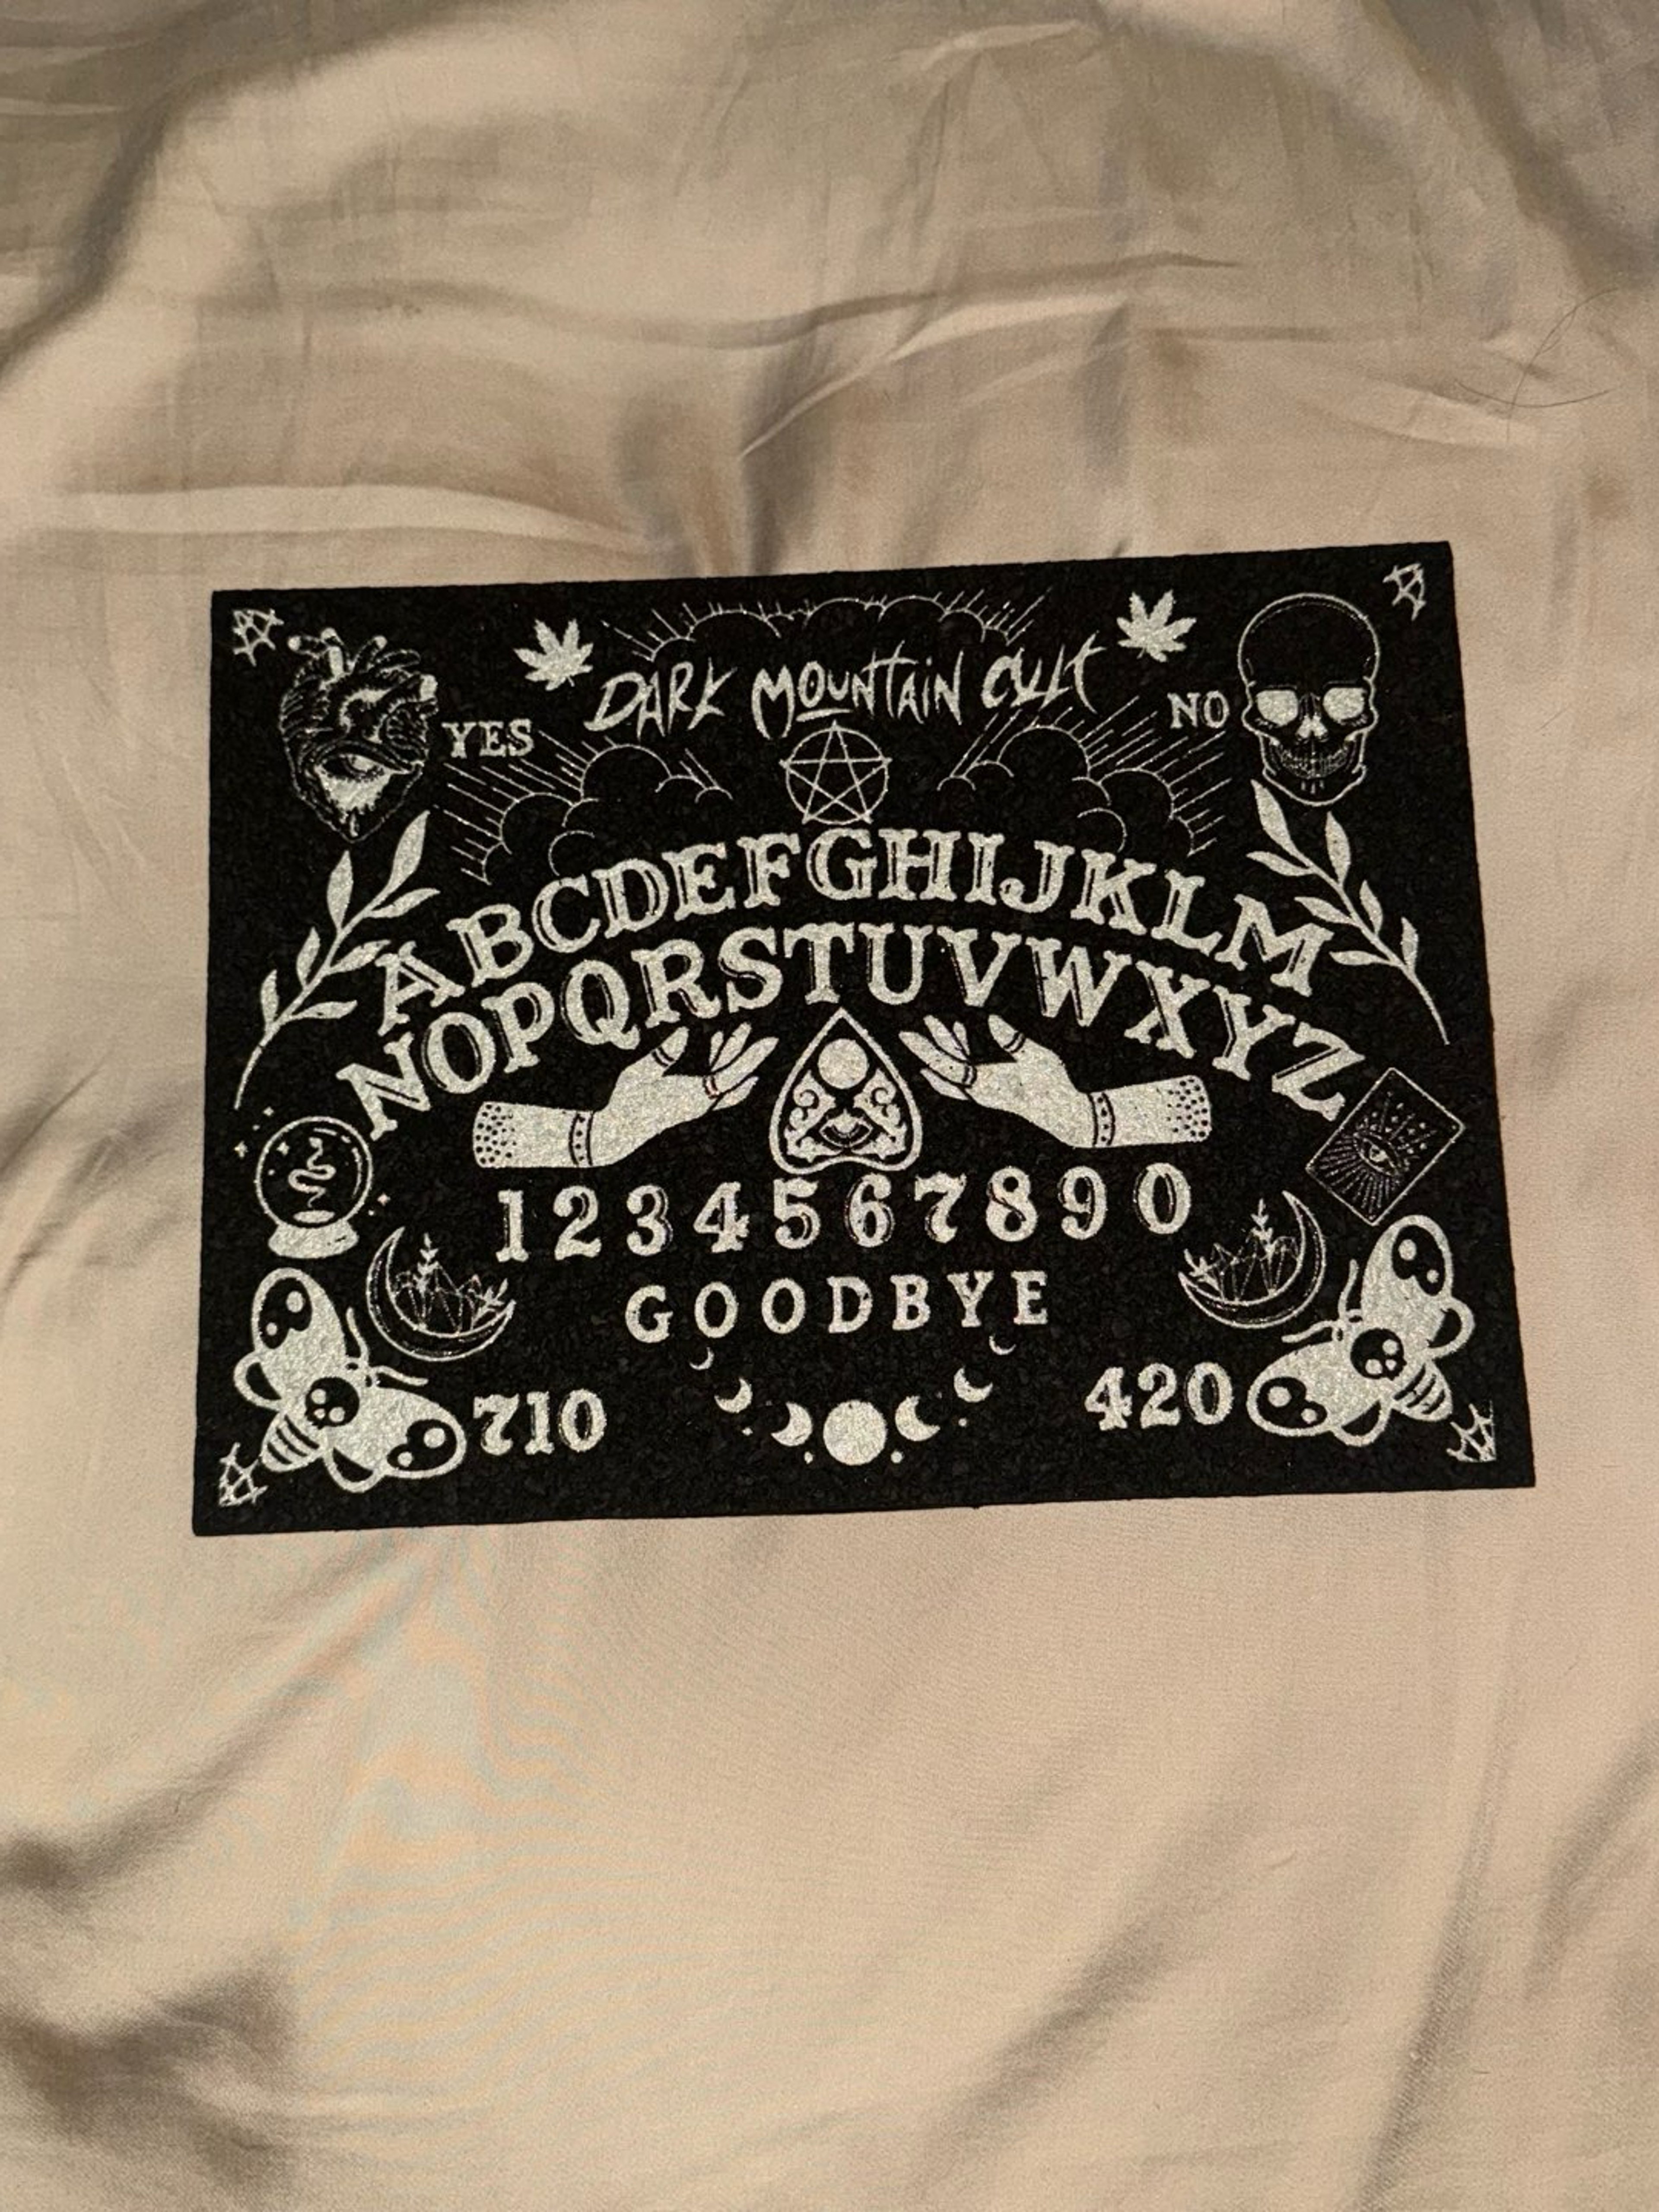 DARK MOUNTAIN CULT
YES
NO
ABCDEFGHIJKLM
NOPQRSTUVWXYZ
1234567890
GOODBYE
710
420